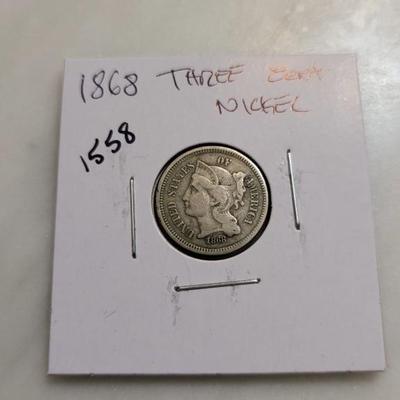 1868 THREE CENT
NICKEL
1558
UNITED STATES OF AMERICA
1868